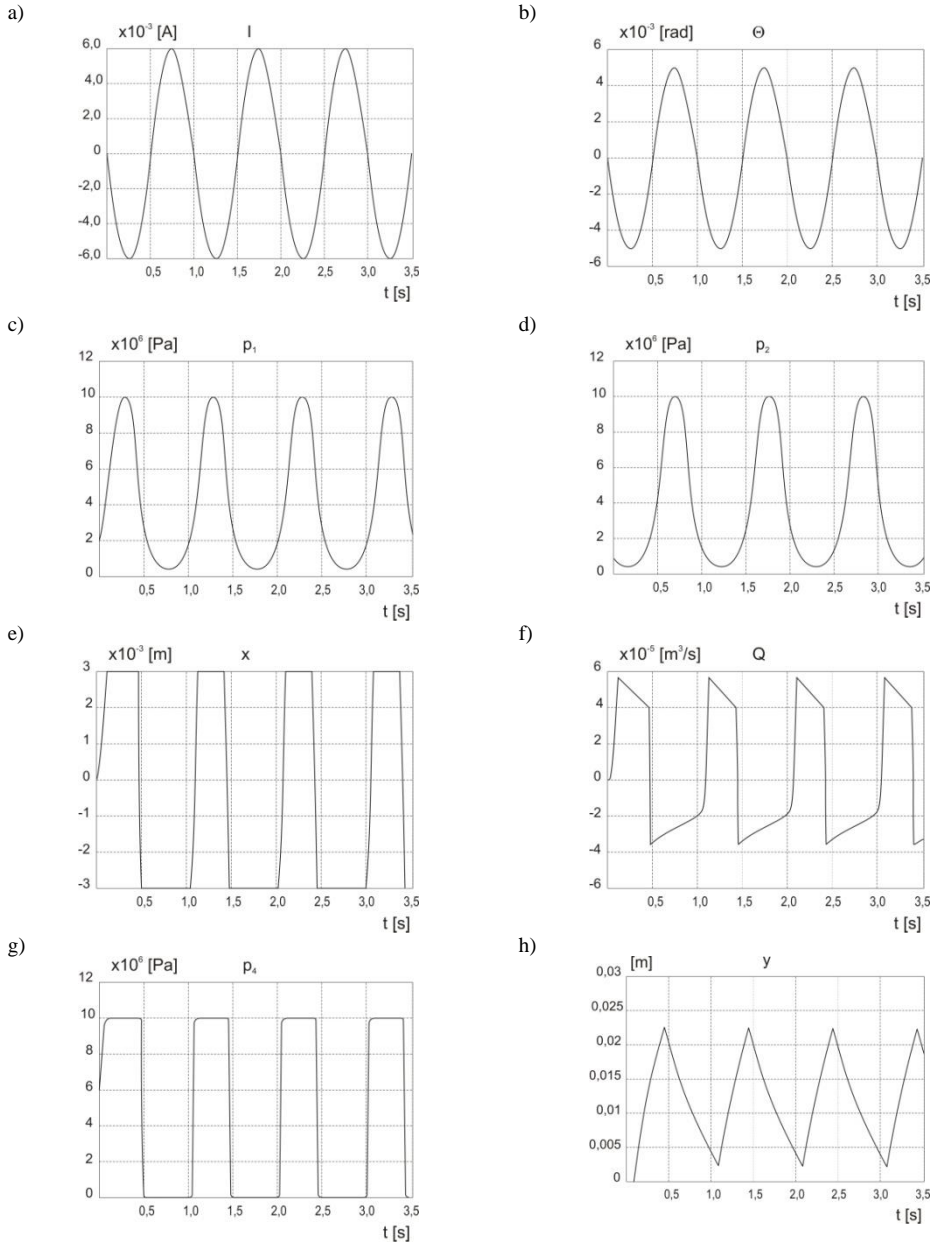 a)
x10⁻³ [A] I
6,0
4,0
2,0
0
-2,0
-4,0
-6,0
0,5 1,0 1,5 2,0 2,5 3,0 3,5
t [s]
b)
x10⁻³ [rad] Θ
6
4
2
0
-2
-4
-6
0,5 1,0 1,5 2,0 2,5 3,0 3,5
t [s]
c)
x10⁶ [Pa] p₁
12
10
8
6
4
2
0
0,5 1,0 1,5 2,0 2,5 3,0 3,5
t [s]
d)
x10⁶ [Pa] p₂
12
10
8
6
4
2
0
0,5 1,0 1,5 2,0 2,5 3,0 3,5
t [s]
e)
x10⁻³ [m] x
3
2
1
0
-1
-2
-3
0,5 1,0 1,5 2,0 2,5 3,0 3,5
t [s]
f)
x10⁻⁵ [m³/s] Q
6
4
2
0
-2
-4
-6
0,5 1,0 1,5 2,0 2,5 3,0 3,5
t [s]
g)
x10⁶ [Pa] p₄
12
10
8
6
4
2
0
0,5 1,0 1,5 2,0 2,5 3,0 3,5
t [s]
h)
[m] y
0,03
0,025
0,02
0,015
0,01
0,005
0
0,5 1,0 1,5 2,0 2,5 3,0 3,5
t [s]